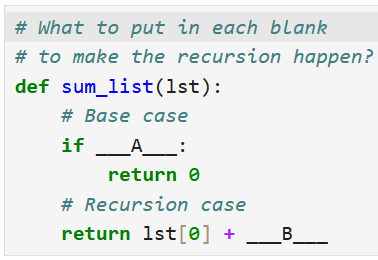 # What to put in each blank
# to make the recursion happen?
def sum_list(lst):
    # Base case
    if ___A___:
        return 0
    # Recursion case
    return lst[0] + ___B___